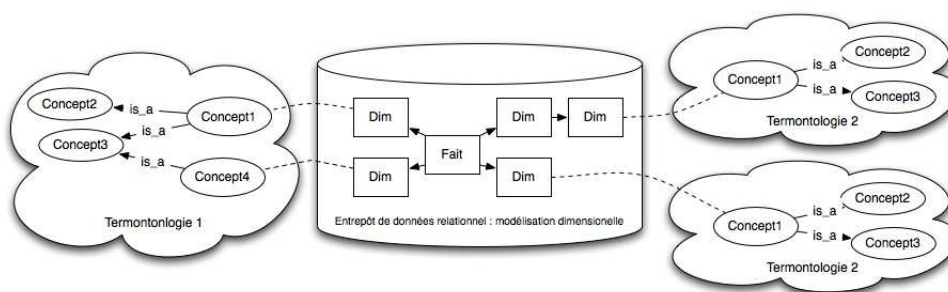 Concept2
is_a
Concept1
is_a
Concept3
is_a
Concept4
Termontonlogie 1
Dim
Dim
Dim
Fait
Dim
Dim
Entrepôt de données relationnel : modélisation dimensionelle
Concept2
is_a
Concept1
is_a
Concept3
Termontologie 2
Concept2
is_a
Concept1
is_a
Concept3
Termontologie 2